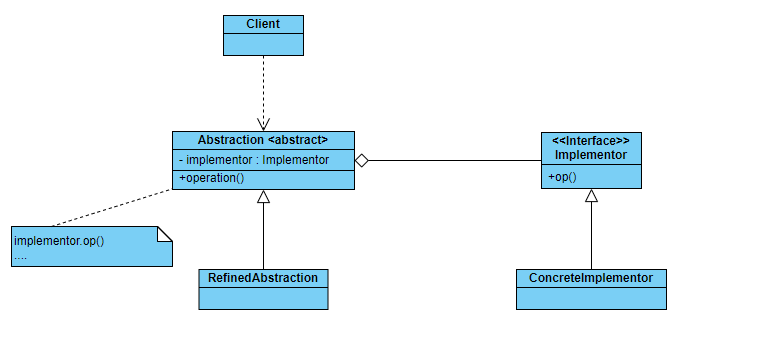 Client
Abstraction <abstract>
- implementor : Implementor
+operation()
<<Interface>>
Implementor
+op()
implementor.op()
....
RefinedAbstraction
ConcreteImplementor